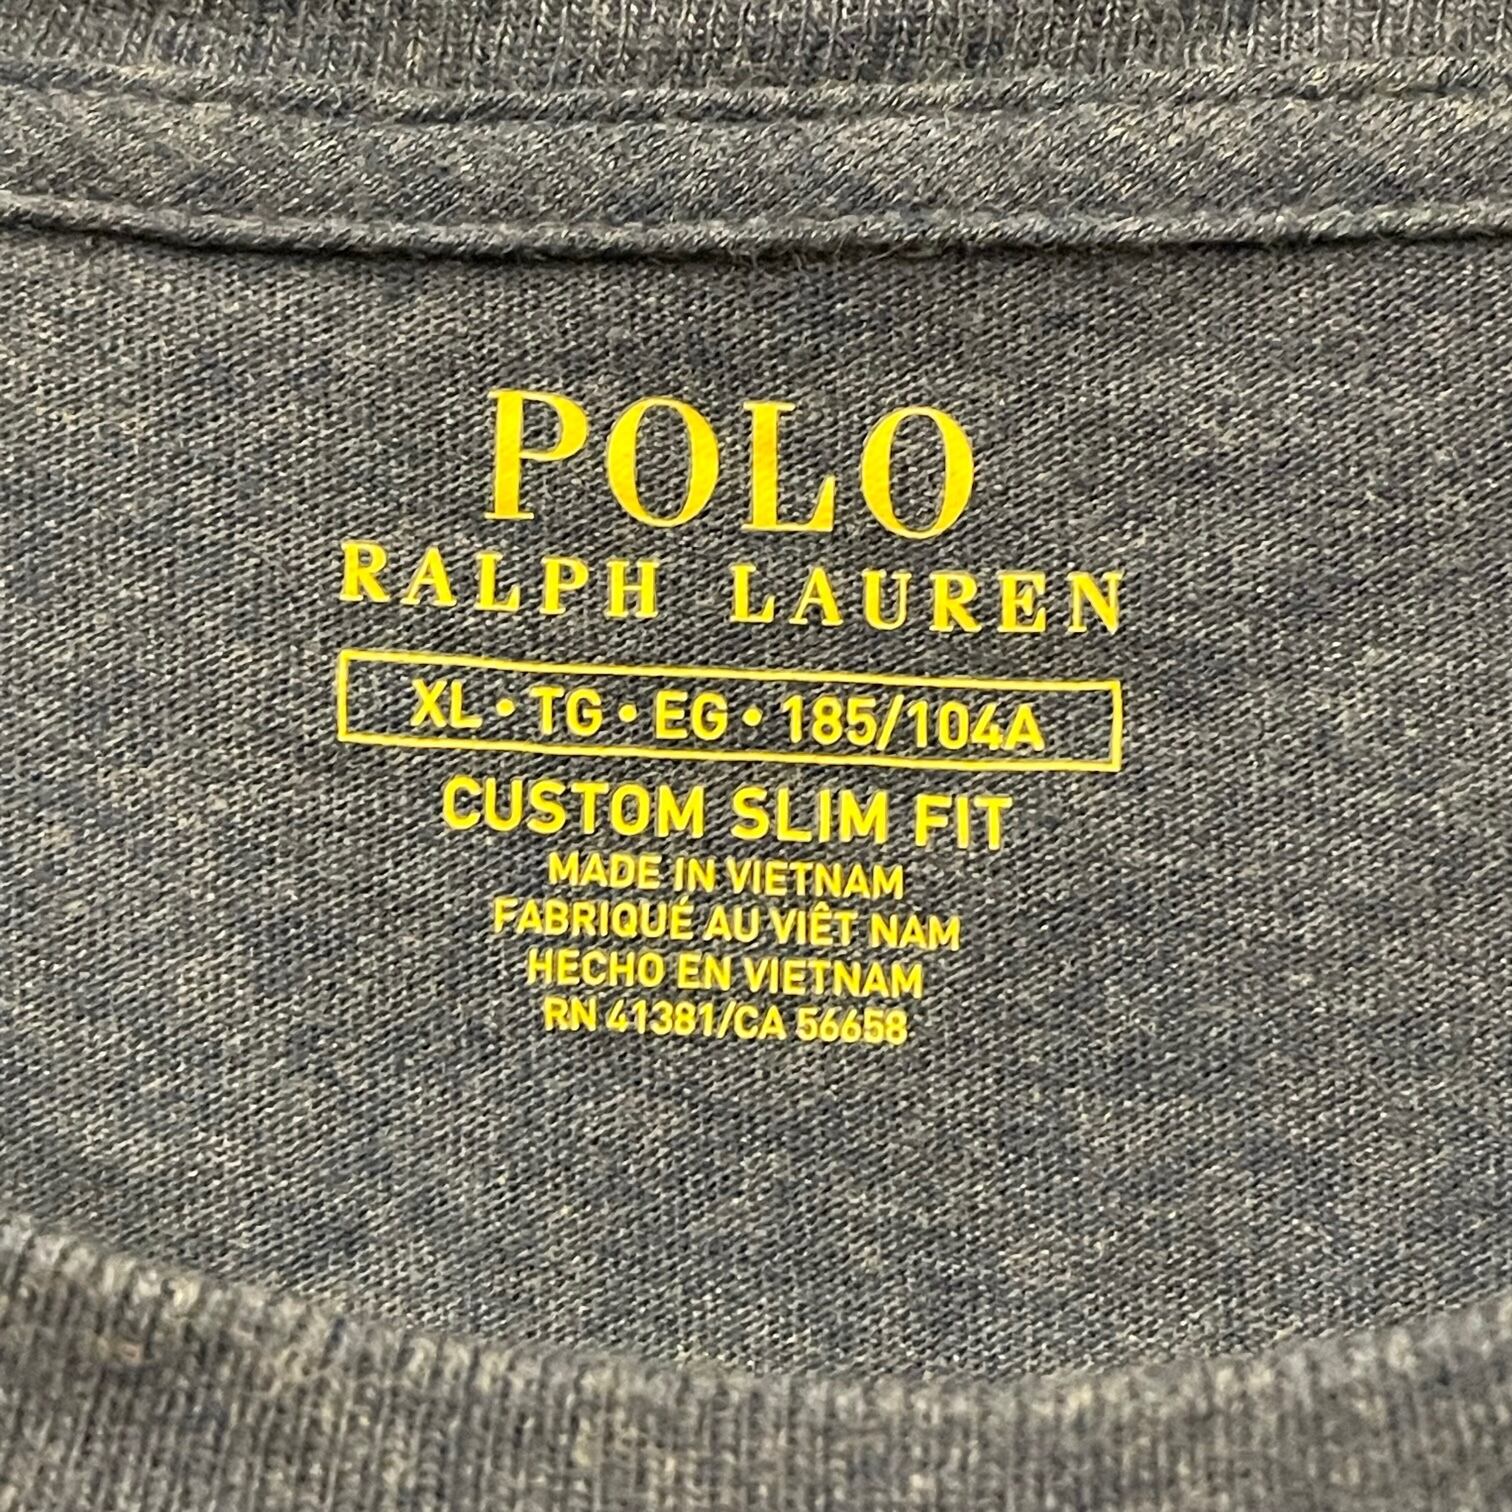 POLO
RALPH LAUREN
XL • TG • EG • 185/104A
CUSTOM SLIM FIT
MADE IN VIETNAM
FABRIQUÉ AU VIÊT NAM
HECHO EN VIETNAM
RN 41381/CA 56658